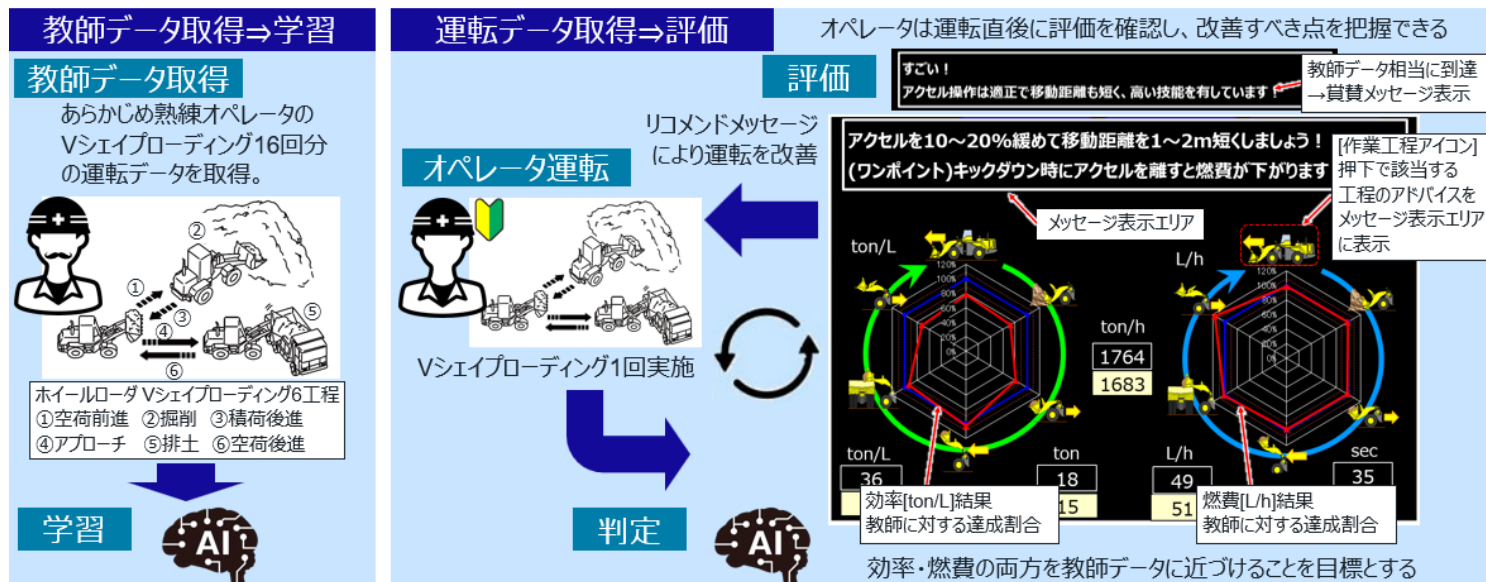 教師データ取得⇒学習
教師データ取得
あらかじめ熟練オペレータの
Vシェイプローディング16回分
の運転データを取得。
②
①
③
⑤
④
⑥
ホイールローダ Vシェイプローディング6工程
①空荷前進 ②掘削 ③積荷後進
④アプローチ ⑤排土 ⑥空荷後進
学習
AI
運転データ取得⇒評価
オペレータは運転直後に評価を確認し、改善すべき点を把握できる
評価
すごい！
アクセル操作は適正で移動距離も短く、高い技能を有しています！
教師データ相当に到達
→賞賛メッセージ表示
リコメンドメッセージ
により運転を改善
オペレータ運転
Vシェイプローディング1回実施
判定
AI
アクセルを10～20%緩めて移動距離を1～2m短くしましょう！
(ワンポイント)キックダウン時にアクセルを離すと燃費が下がります
[作業工程アイコン]
押下で該当する
工程のアドバイスを
メッセージ表示エリア
に表示
メッセージ表示エリア
ton/L
120%
100%
80%
60%
40%
20%
0%
ton/h
1764
1683
L/h
120%
100%
80%
60%
40%
20%
0%
ton/L
36
ton
18
15
L/h
49
51
sec
35
効率[ton/L]結果
教師に対する達成割合
燃費[L/h]結果
教師に対する達成割合
効率・燃費の両方を教師データに近づけることを目標とする